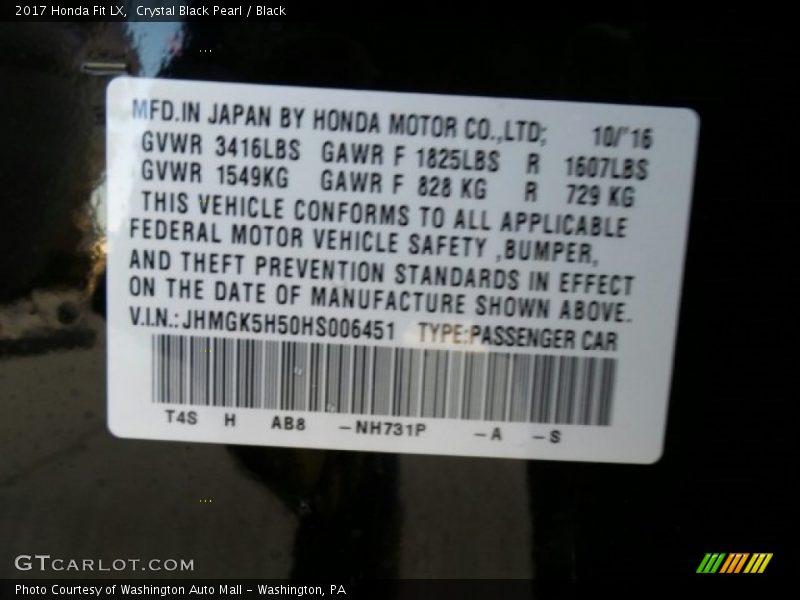 2017 Honda Fit LX, Crystal Black Pearl / Black
MFD.IN JAPAN BY HONDA MOTOR CO.,LTD; 10/'16
GVWR 3416LBS GAWR F 1825LBS R 1607LBS
GVWR 1549KG GAWR F 828 KG R 729 KG
THIS VEHICLE CONFORMS TO ALL APPLICABLE
FEDERAL MOTOR VEHICLE SAFETY ,BUMPER,
AND THEFT PREVENTION STANDARDS IN EFFECT
ON THE DATE OF MANUFACTURE SHOWN ABOVE.
V.I.N.: JHMGK5H50HS006451 TYPE:PASSENGER CAR
T4S H AB8 –NH731P –A –S
GTCARLOT.COM
Photo Courtesy of Washington Auto Mall – Washington, PA